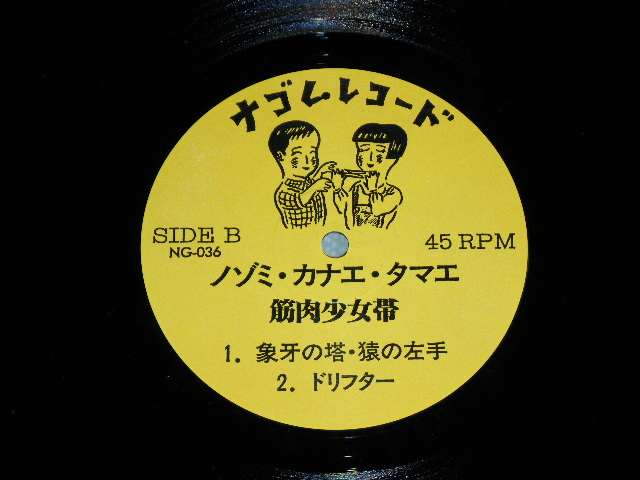 ナゴムレコード
SIDE B
NG-036
45 RPM
ノゾミ・カナエ・タマエ
筋肉少女帯
1. 象牙の塔・猿の左手
2. ドリフター